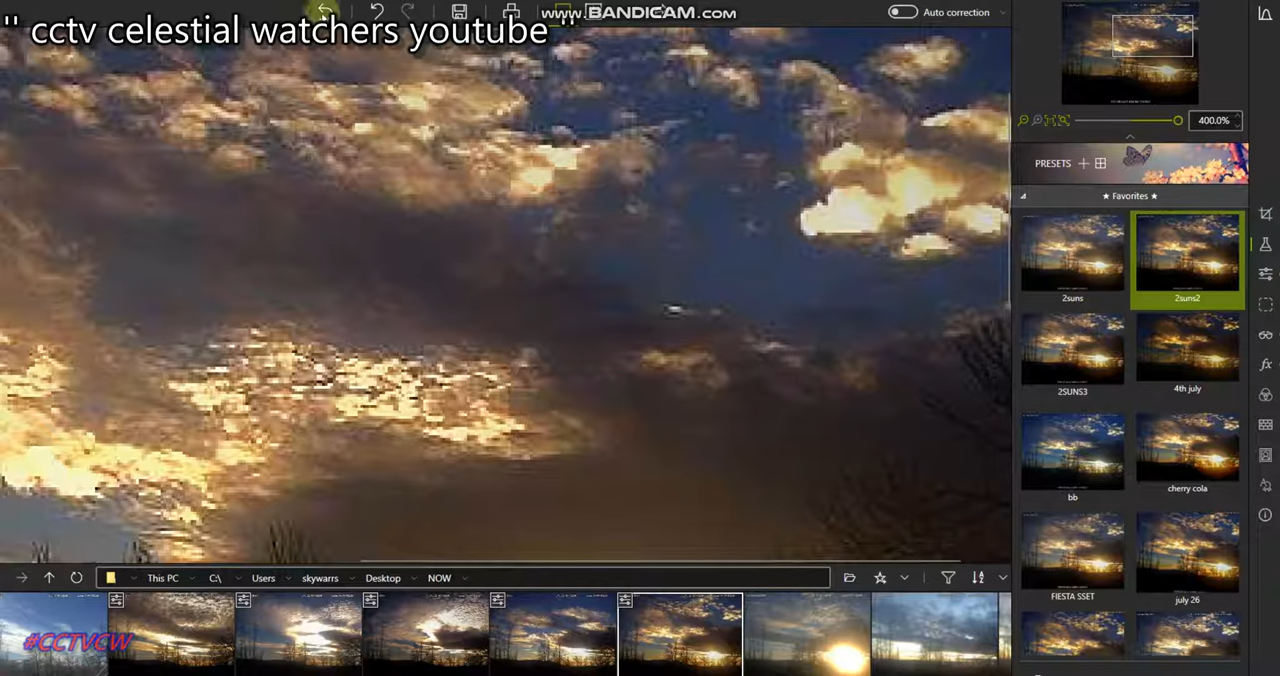 www.BANDICAM.com
Auto correction
" cctv celestial watchers youtube "
400.0%
PRESETS
★ Favorites ★
2suns
2suns2
2SUNS3
4th july
bb
cherry cola
FIESTA SSET
july 26
This PC
C:\
Users
skywarrs
Desktop
NOW
#CCTVCW